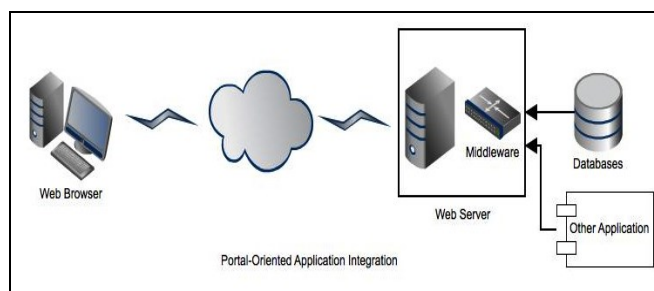 Web Browser
Middleware
Databases
Web Server
Other Application
Portal-Oriented Application Integration